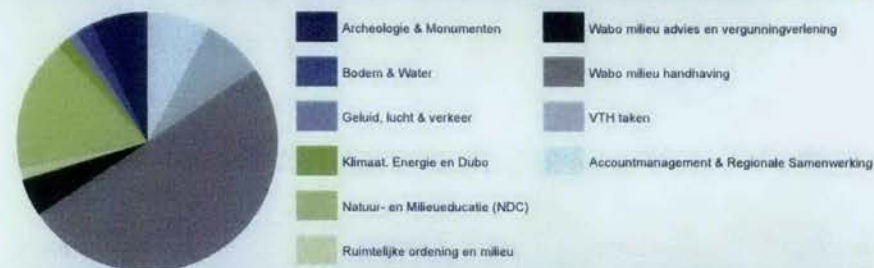 Archeologie & Monumenten
Bodem & Water
Geluid, lucht & verkeer
Klimaat, Energie en Dubo
Natuur- en Milieueducatie (NDC)
Ruimtelijke ordening en milieu
Wabo milieu advies en vergunningverlening
Wabo milieu handhaving
VTH taken
Accountmanagement & Regionale Samenwerking